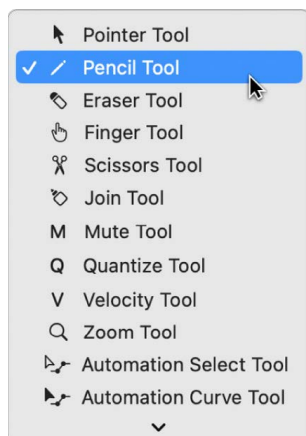 Pointer Tool
✓ Pencil Tool
Eraser Tool
Finger Tool
Scissors Tool
Join Tool
M Mute Tool
Q Quantize Tool
V Velocity Tool
Zoom Tool
Automation Select Tool
Automation Curve Tool